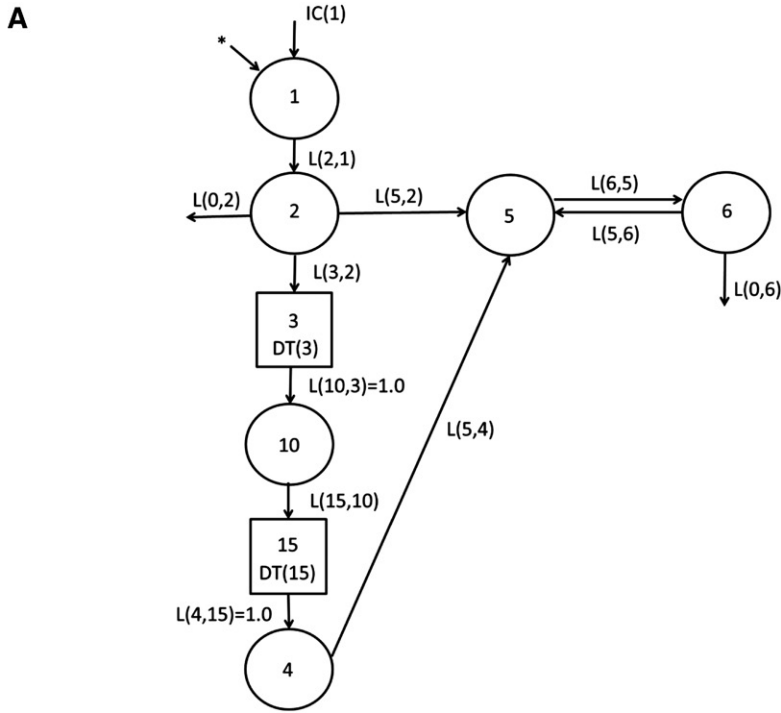 A
IC(1)
*
1
L(2,1)
L(0,2)
2
L(5,2)
5
L(6,5)
L(5,6)
6
L(0,6)
L(3,2)
3
DT(3)
L(10,3)=1.0
10
L(5,4)
L(15,10)
15
DT(15)
L(4,15)=1.0
4